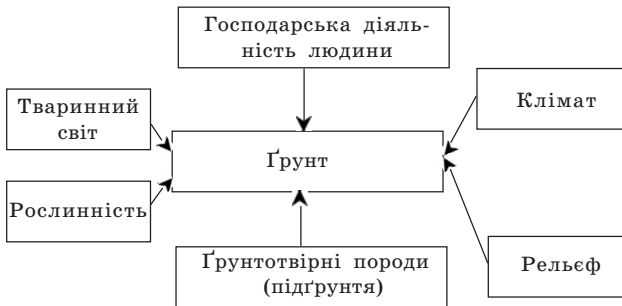 Господарська діяль-
ність людини
Тваринний
світ
Клімат
Ґрунт
Рослинність
Ґрунтотвірні породи
(підґрунтя)
Рельєф